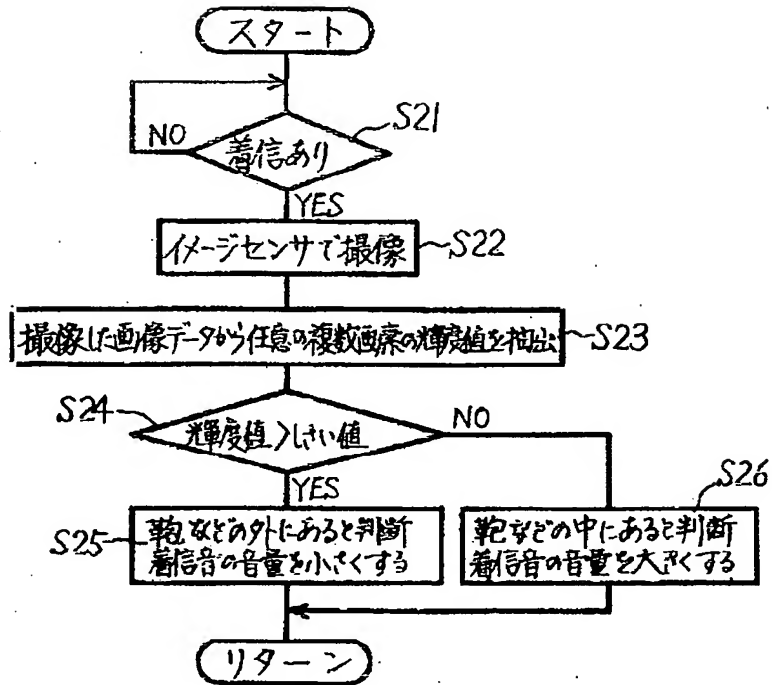 スタート
S21
NO
着信あり
YES
イメージセンサで撮像
S22
撮像した画像データから任意の複数画素の輝度値を抽出
S23
S24
輝度値>しきい値
NO
YES
S26
S25
鞄などの外にあると判断
着信音の音量を小さくする
鞄などの中にあると判断
着信音の音量を大きくする
リターン